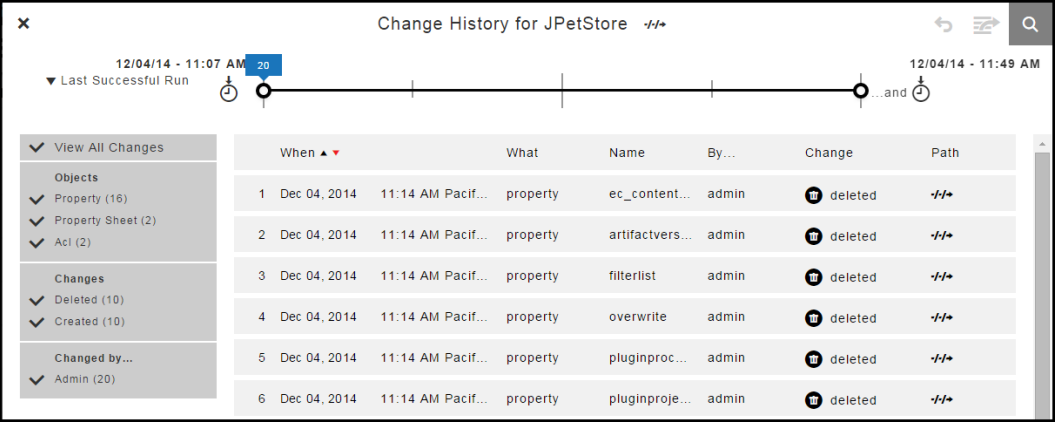 Change History for JPetStore
12/04/14 - 11:07 AM 20 12/04/14 - 11:49 AM
Last Successful Run ...and
View All Changes
Objects
Property (16)
Property Sheet (2)
Acl (2)
Changes
Deleted (10)
Created (10)
Changed by...
Admin (20)
When What Name By... Change Path
1 Dec 04, 2014 11:14 AM Pacif... property ec_content... admin deleted
2 Dec 04, 2014 11:14 AM Pacif... property artifactvers... admin deleted
3 Dec 04, 2014 11:14 AM Pacif... property filterlist admin deleted
4 Dec 04, 2014 11:14 AM Pacif... property overwrite admin deleted
5 Dec 04, 2014 11:14 AM Pacif... property pluginproc... admin deleted
6 Dec 04, 2014 11:14 AM Pacif... property pluginproje... admin deleted